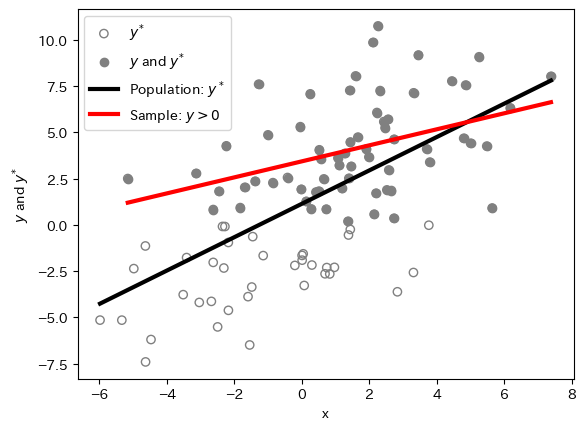 y*
y and y*
Population: y*
Sample: y > 0
10.0
7.5
5.0
2.5
0.0
−2.5
−5.0
−7.5
y and y*
−6 −4 −2 0 2 4 6 8
x